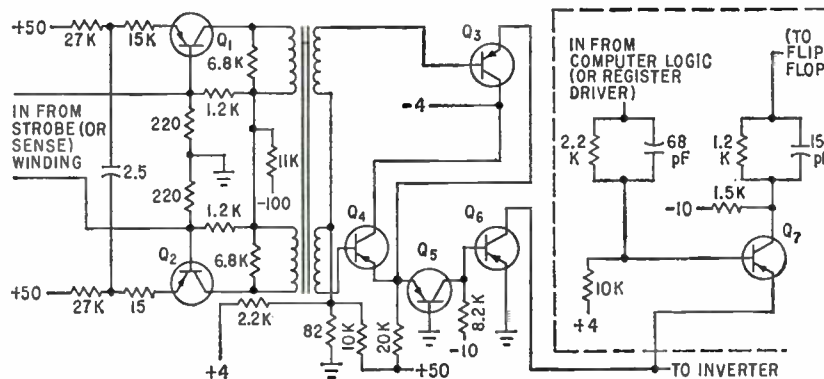 +50
27K
15K
Q1
6.8K
1.2K
IN FROM
STROBE (OR
SENSE)
WINDING
220
2.5
11K
-100
220
1.2K
Q2
6.8K
+50
27K
15
2.2K
+4
82
10K
20K
+50
Q3
-4
Q4
Q5
Q6
8.2K
-10
IN FROM
COMPUTER LOGIC
(OR REGISTER
DRIVER)
(TO
FLIP
FLOP)
2.2
K
68
pF
1.2
K
15
pF
1.5K
-10
Q7
10K
+4
TO INVERTER